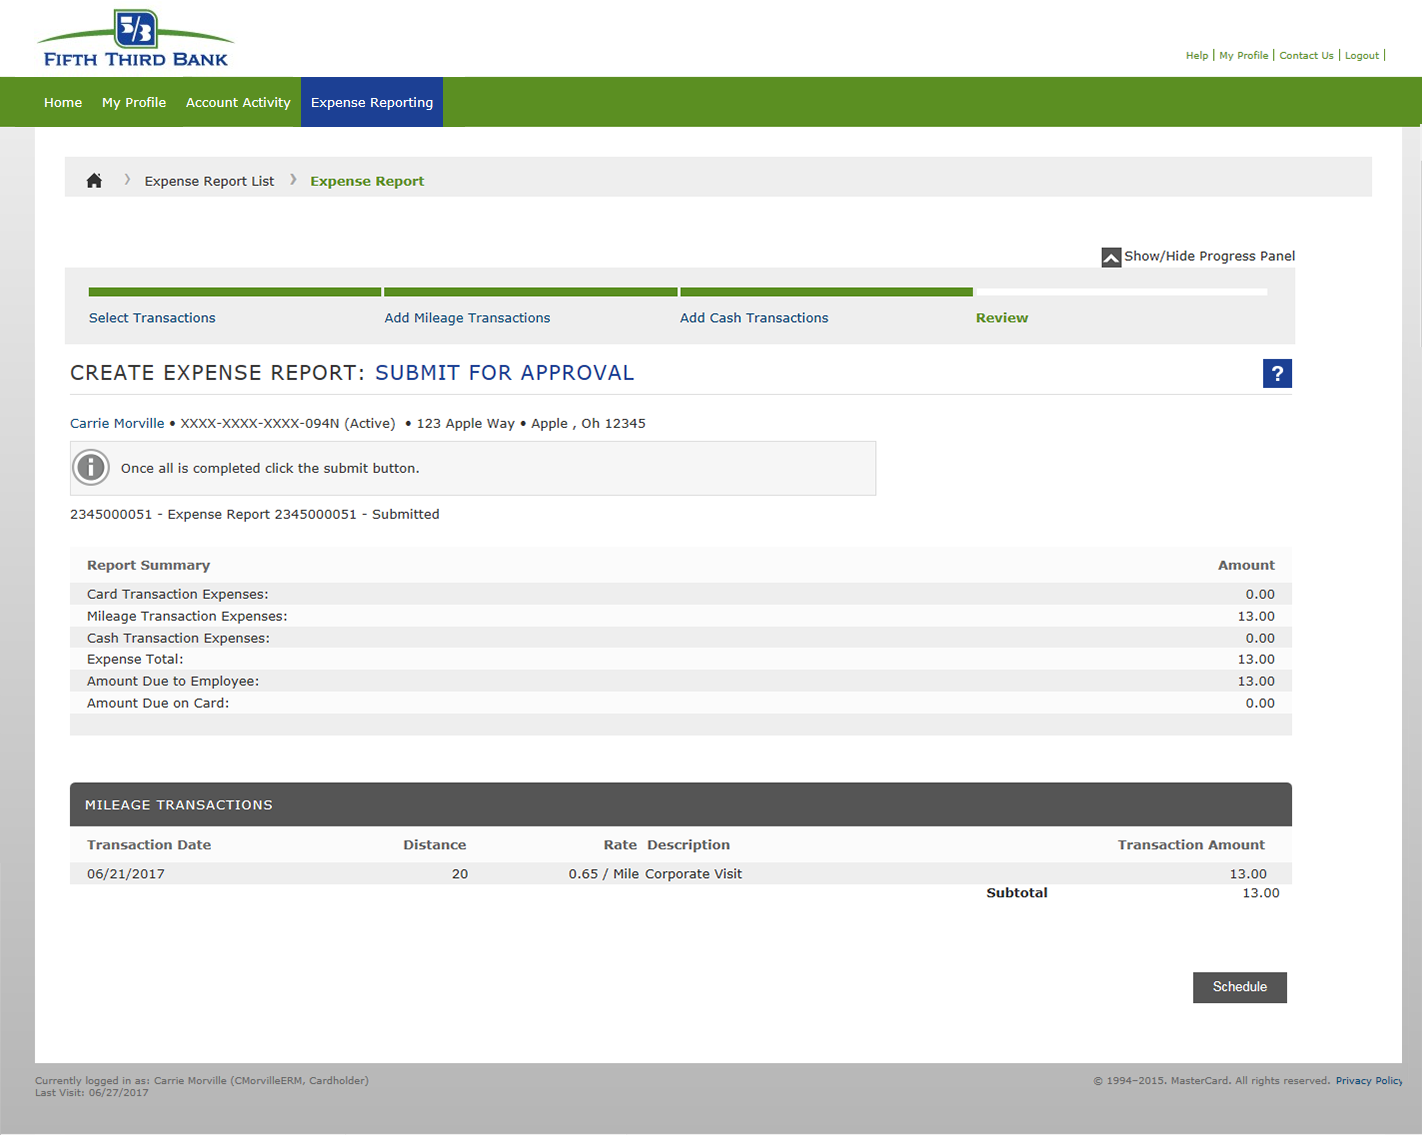 5/3
FIFTH THIRD BANK
Help | My Profile | Contact Us | Logout |
Home My Profile Account Activity Expense Reporting
Expense Report List Expense Report
Show/Hide Progress Panel
Select Transactions Add Mileage Transactions Add Cash Transactions Review
CREATE EXPENSE REPORT: SUBMIT FOR APPROVAL ?
Carrie Morville • XXXX-XXXX-XXXX-094N (Active) • 123 Apple Way • Apple , Oh 12345
Once all is completed click the submit button.
2345000051 - Expense Report 2345000051 - Submitted
Report Summary Amount
Card Transaction Expenses: 0.00
Mileage Transaction Expenses: 13.00
Cash Transaction Expenses: 0.00
Expense Total: 13.00
Amount Due to Employee: 13.00
Amount Due on Card: 0.00
MILEAGE TRANSACTIONS
Transaction Date Distance Rate Description Transaction Amount
06/21/2017 20 0.65 / Mile Corporate Visit 13.00
Subtotal 13.00
Schedule
Currently logged in as: Carrie Morville (CMorvilleERM, Cardholder) © 1994–2015. MasterCard. All rights reserved. Privacy Policy
Last Visit: 06/27/2017